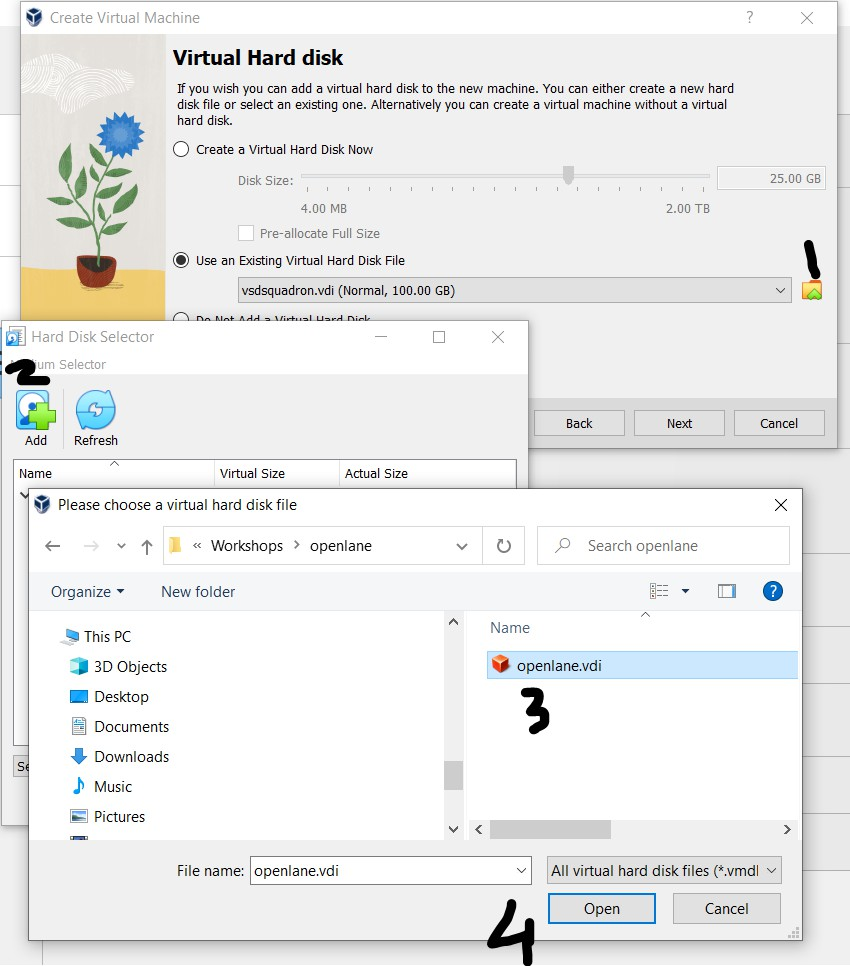 Create Virtual Machine
?
Virtual Hard disk
If you wish you can add a virtual hard disk to the new machine. You can either create a new hard
disk file or select an existing one. Alternatively you can create a virtual machine without a virtual
hard disk.
Create a Virtual Hard Disk Now
Disk Size:
25.00 GB
4.00 MB
2.00 TB
Pre-allocate Full Size
Use an Existing Virtual Hard Disk File
1
vsdsquadron.vdi (Normal, 100.00 GB)
Do Not Add a Virtual Hard Disk
Back
Next
Cancel
Hard Disk Selector
Selector
2
Add
Refresh
Name
Virtual Size
Actual Size
Please choose a virtual hard disk file
« Workshops > openlane
Search openlane
Organize
New folder
?
This PC
3D Objects
Desktop
Documents
Downloads
Music
Pictures
Name
openlane.vdi
3
File name:
openlane.vdi
All virtual hard disk files (*.vmd
4
Open
Cancel